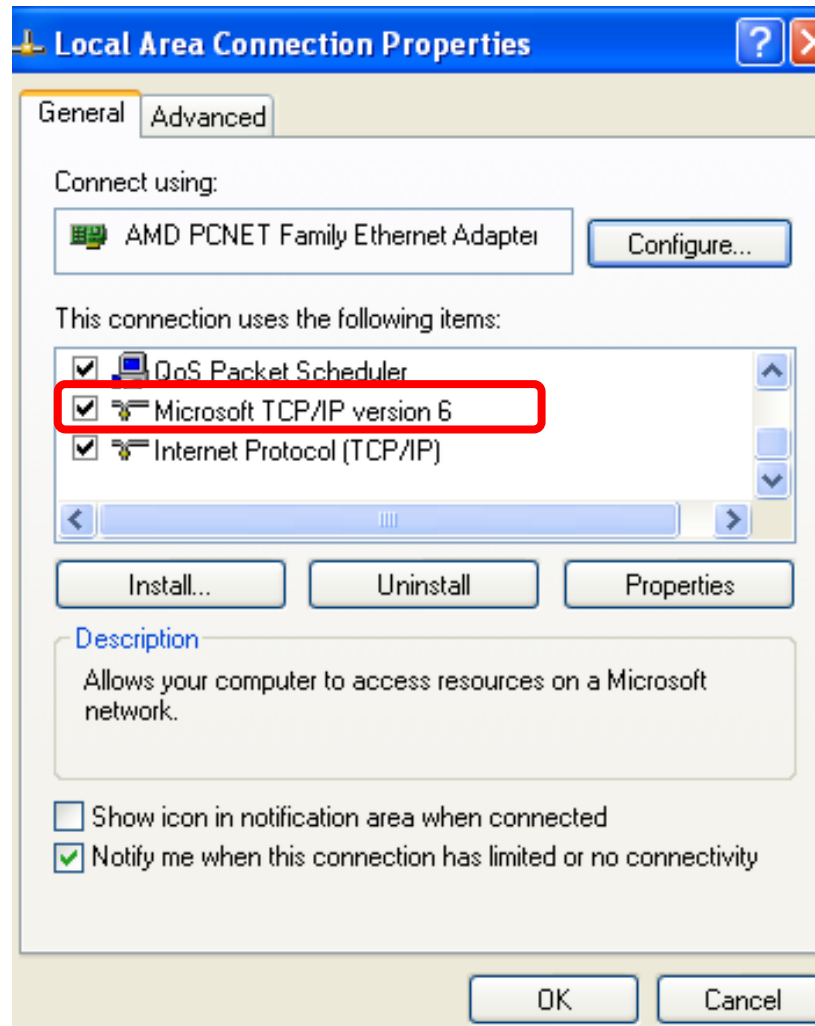 Local Area Connection Properties
General
Advanced
Connect using:
AMD PCNET Family Ethernet Adapter
Configure...
This connection uses the following items:
QoS Packet Scheduler
Microsoft TCP/IP version 6
Internet Protocol (TCP/IP)
Install...
Uninstall
Properties
Description
Allows your computer to access resources on a Microsoft
network.
Show icon in notification area when connected
Notify me when this connection has limited or no connectivity
OK
Cancel